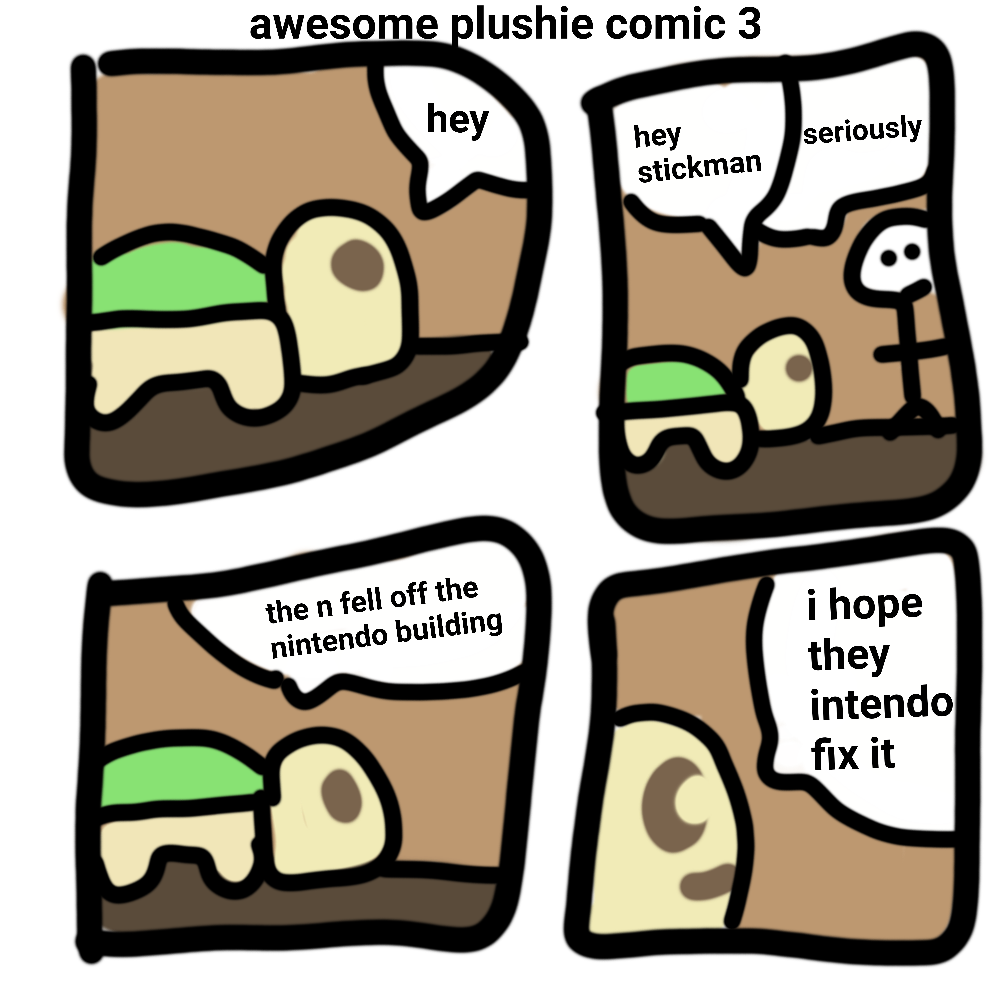 awesome plushie comic 3
hey
hey
stickman
seriously
the n fell off the
nintendo building
i hope
they
intendo
fix it